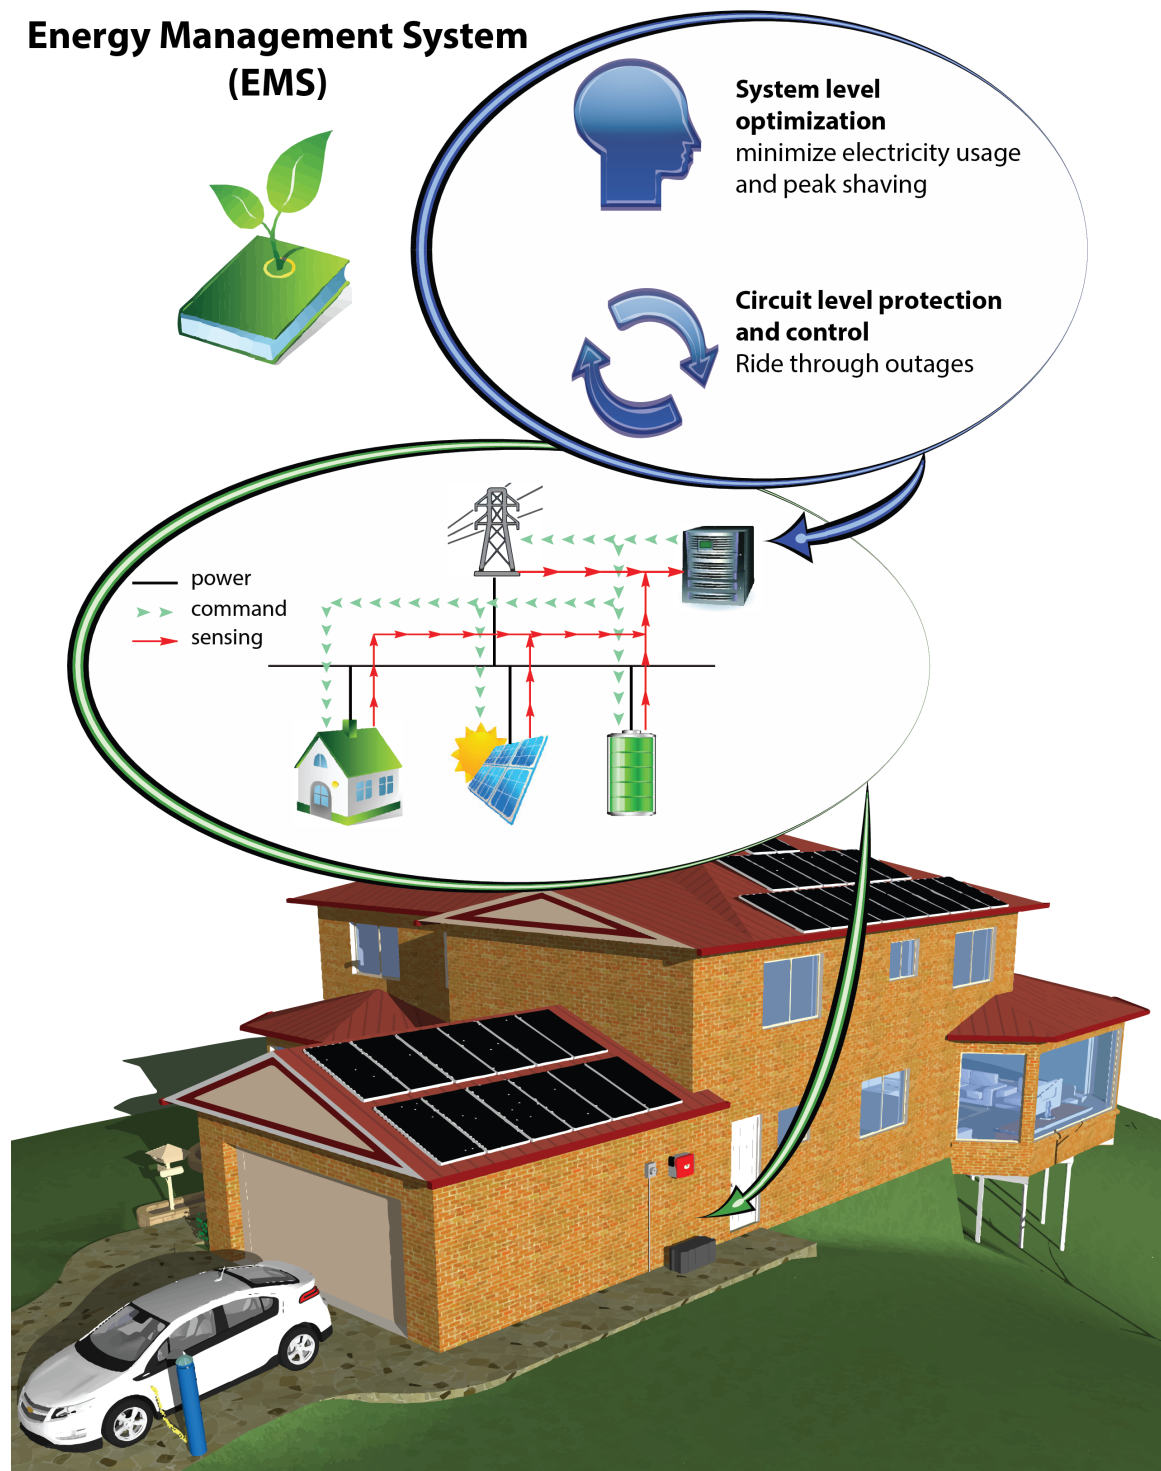 Energy Management System
(EMS)
System level
optimization
minimize electricity usage
and peak shaving
Circuit level protection
and control
Ride through outages
power
command
sensing